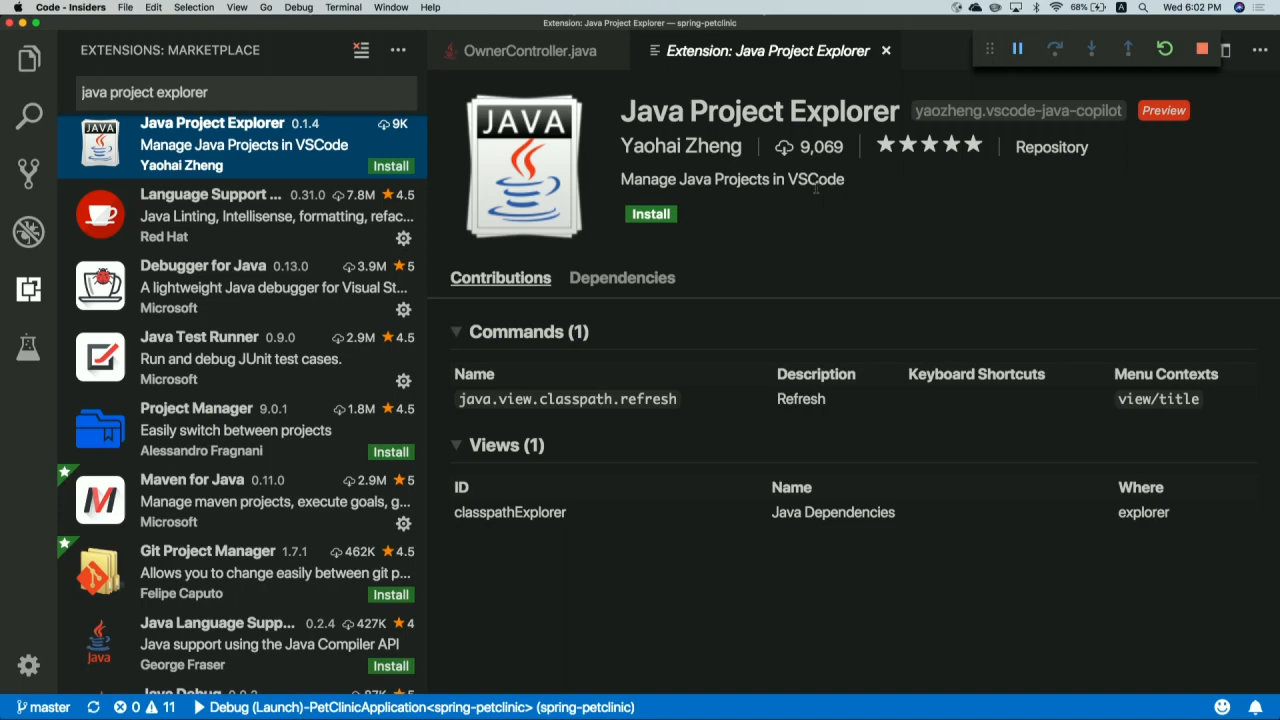 Code - Insiders File Edit Selection View Go Debug Terminal Window Help 68% A Wed 6:02 PM
Extension: Java Project Explorer — spring-petclinic
EXTENSIONS: MARKETPLACE
java project explorer
JAVA
Java Project Explorer 0.1.4 9K
Manage Java Projects in VSCode
Yaohai Zheng Install
Language Support ... 0.31.0 7.8M 4.5
Java Linting, Intellisense, formatting, refac...
Red Hat
Debugger for Java 0.13.0 3.9M 5
A lightweight Java debugger for Visual St...
Microsoft
Java Test Runner 0.9.0 2.9M 4.5
Run and debug JUnit test cases.
Microsoft
Project Manager 9.0.1 1.8M 4.5
Easily switch between projects
Alessandro Fragnani Install
Maven for Java 0.11.0 2.9M 5
Manage maven projects, execute goals, g...
Microsoft
Git Project Manager 1.7.1 462K 4.5
Allows you to change easily between git p...
Felipe Caputo Install
Java Language Supp... 0.2.4 427K 4
Java support using the Java Compiler API
George Fraser Install
Java
OwnerController.java
Extension: Java Project Explorer
JAVA
Java Project Explorer yaozheng.vscode-java-copilot Preview
Yaohai Zheng 9,069 Repository
Manage Java Projects in VSCode
Install
Contributions Dependencies
Commands (1)
Name Description Keyboard Shortcuts Menu Contexts
java.view.classpath.refresh Refresh view/title
Views (1)
ID Name Where
classpathExplorer Java Dependencies explorer
master 0 11 Debug (Launch)-PetClinicApplication<spring-petclinic> (spring-petclinic)